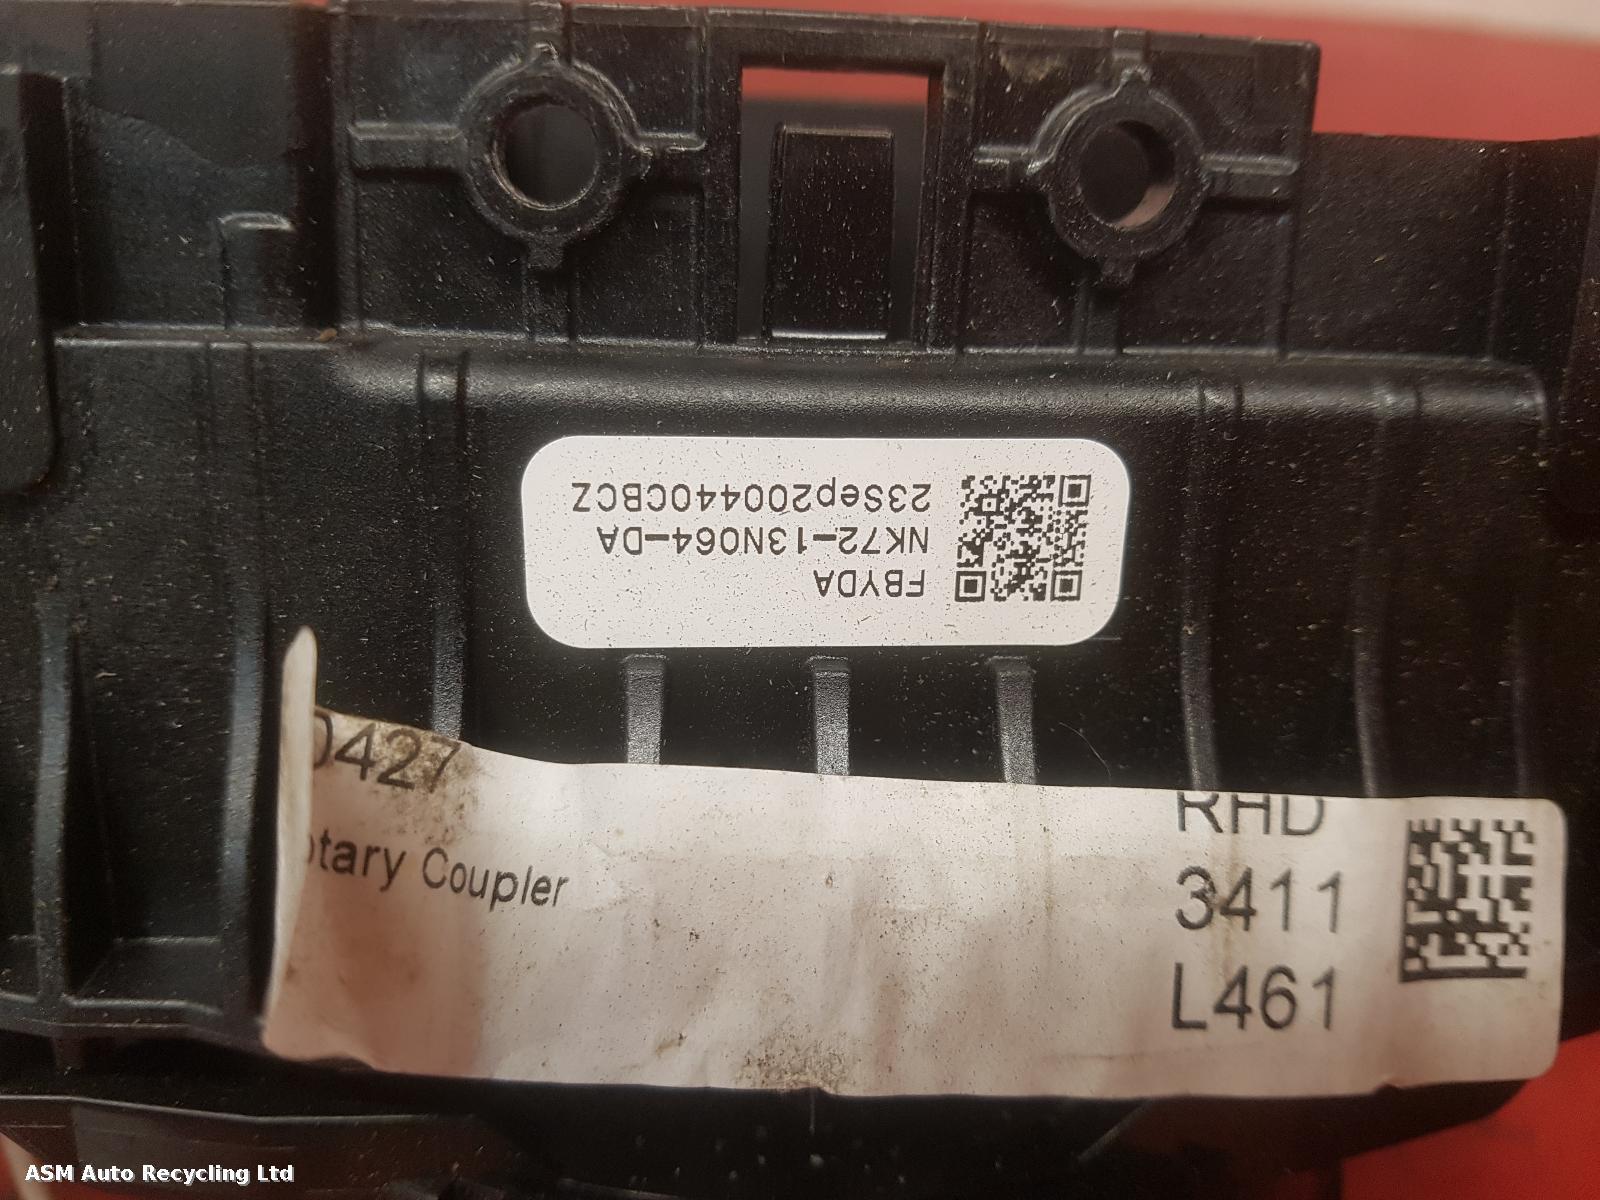 FBYDA
NK72-13N064-DA
23Sep200440CBCZ
0427
otary Coupler
RHD
3411
L461
ASM Auto Recycling Ltd